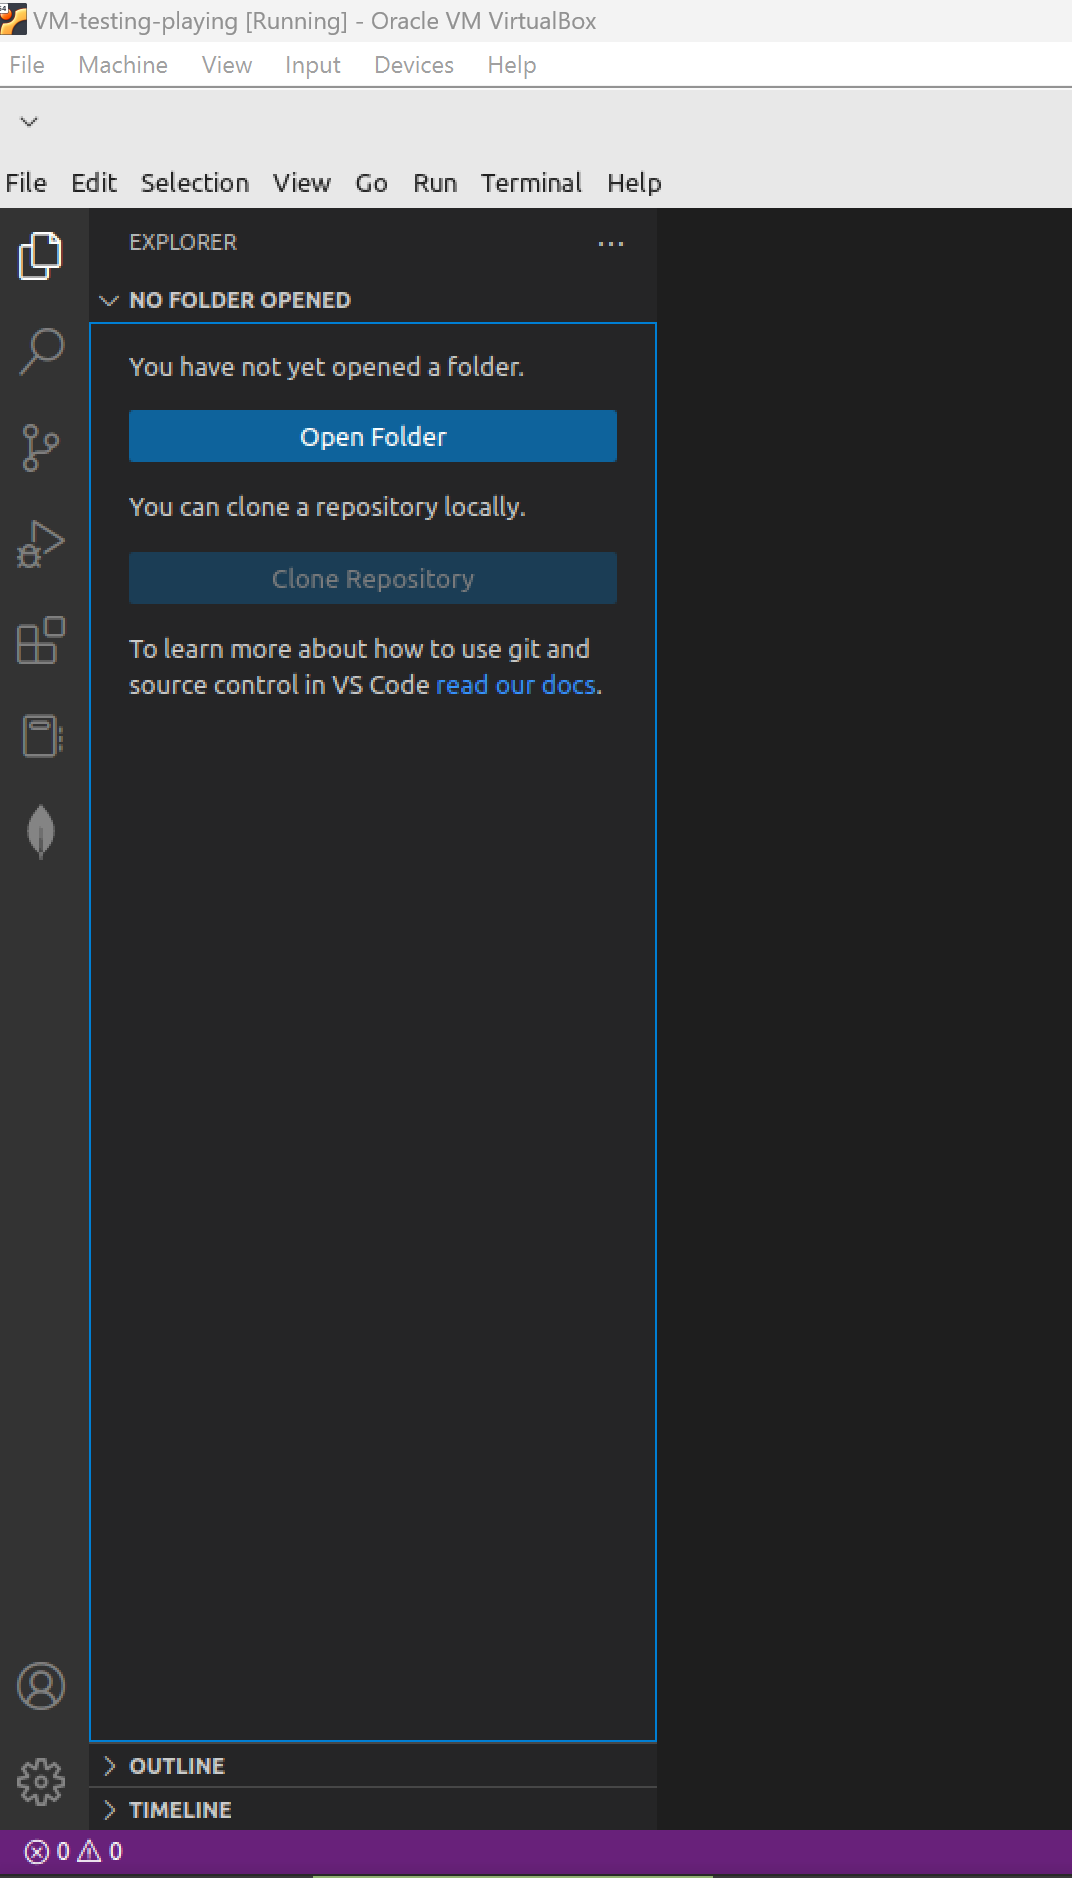 VM-testing-playing [Running] - Oracle VM VirtualBox
File Machine View Input Devices Help
File Edit Selection View Go Run Terminal Help
EXPLORER
NO FOLDER OPENED
You have not yet opened a folder.
Open Folder
You can clone a repository locally.
Clone Repository
To learn more about how to use git and
source control in VS Code read our docs.
OUTLINE
TIMELINE
0 0